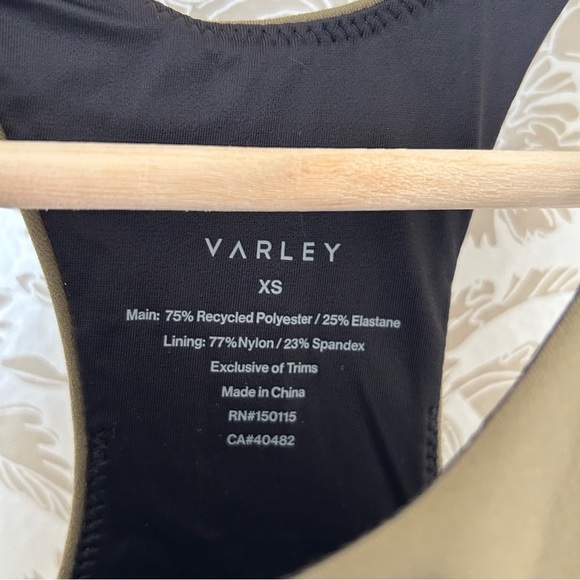 VARLEY
XS
Main: 75% Recycled Polyester / 25% Elastane
Lining: 77% Nylon / 23% Spandex
Exclusive of Trims
Made in China
RN#150115
CA#40482